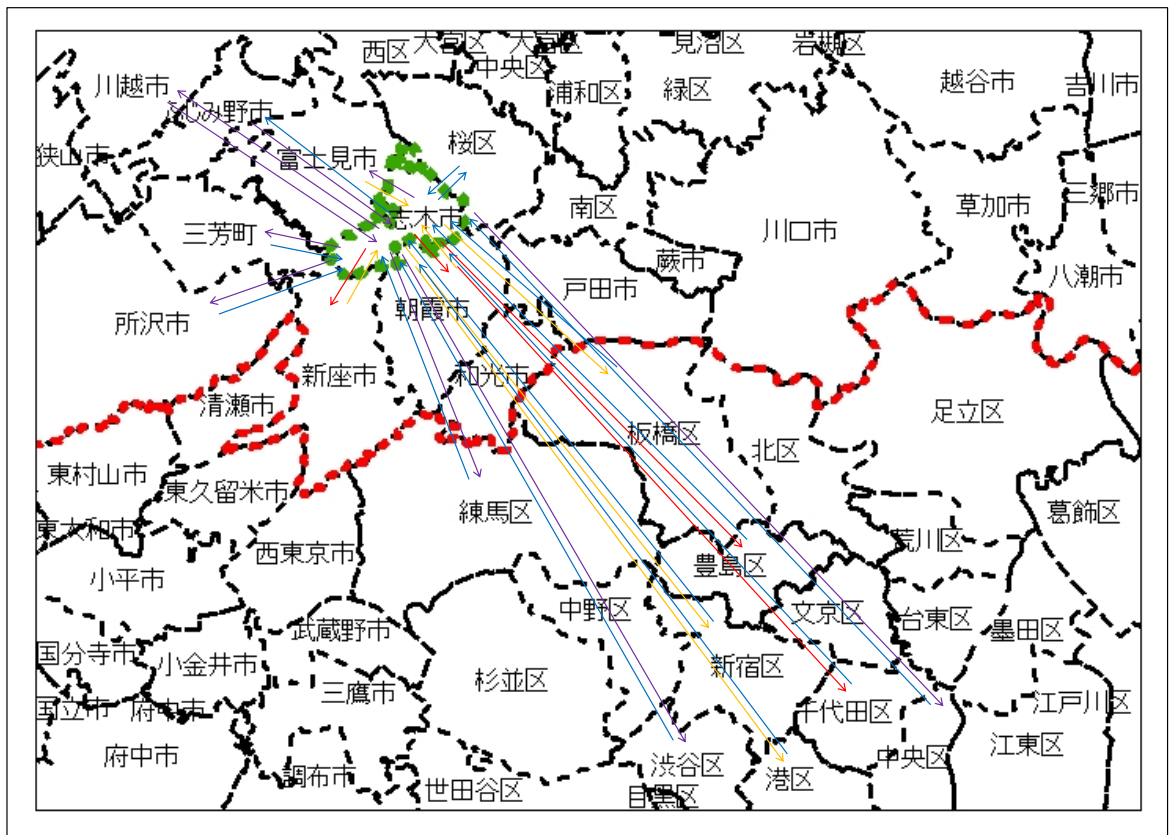 西区
大宮区
大宮区
見沼区
岩槻区
中央区
川越市
浦和区
緑区
越谷市
吉川市
ふじみ野市
桜区
狭山市
富士見市
三郷市
南区
草加市
志木市
三芳町
川口市
蕨市
八潮市
戸田市
朝霞市
所沢市
新座市
和光市
清瀬市
足立区
板橋区
北区
東村山市
東久留米市
練馬区
葛飾区
東大和市
荒川区
西東京市
豊島区
小平市
中野区
文京区
台東区
武蔵野市
墨田区
国分寺市
小金井市
新宿区
杉並区
三鷹市
江戸川区
国立市
府中市
千代田区
府中市
中央区
江東区
渋谷区
調布市
港区
世田谷区
目黒区